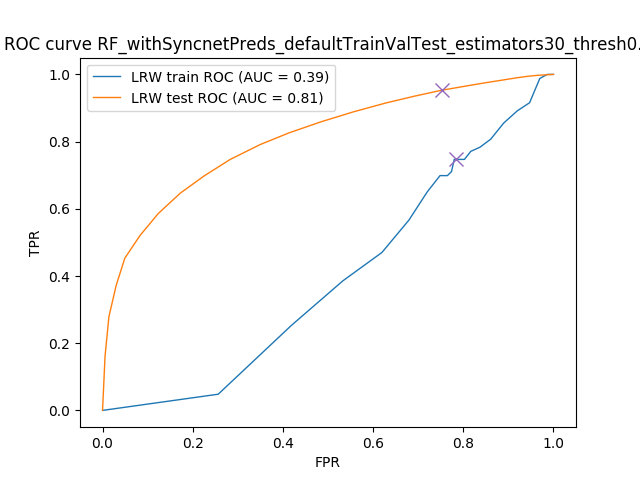 ROC curve RF_withSyncnetPreds_defaultTrainValTest_estimators30_thresh0.
LRW train ROC (AUC = 0.39)
LRW test ROC (AUC = 0.81)
1.0
0.8
0.6
0.4
0.2
0.0
TPR
0.0 0.2 0.4 0.6 0.8 1.0
FPR